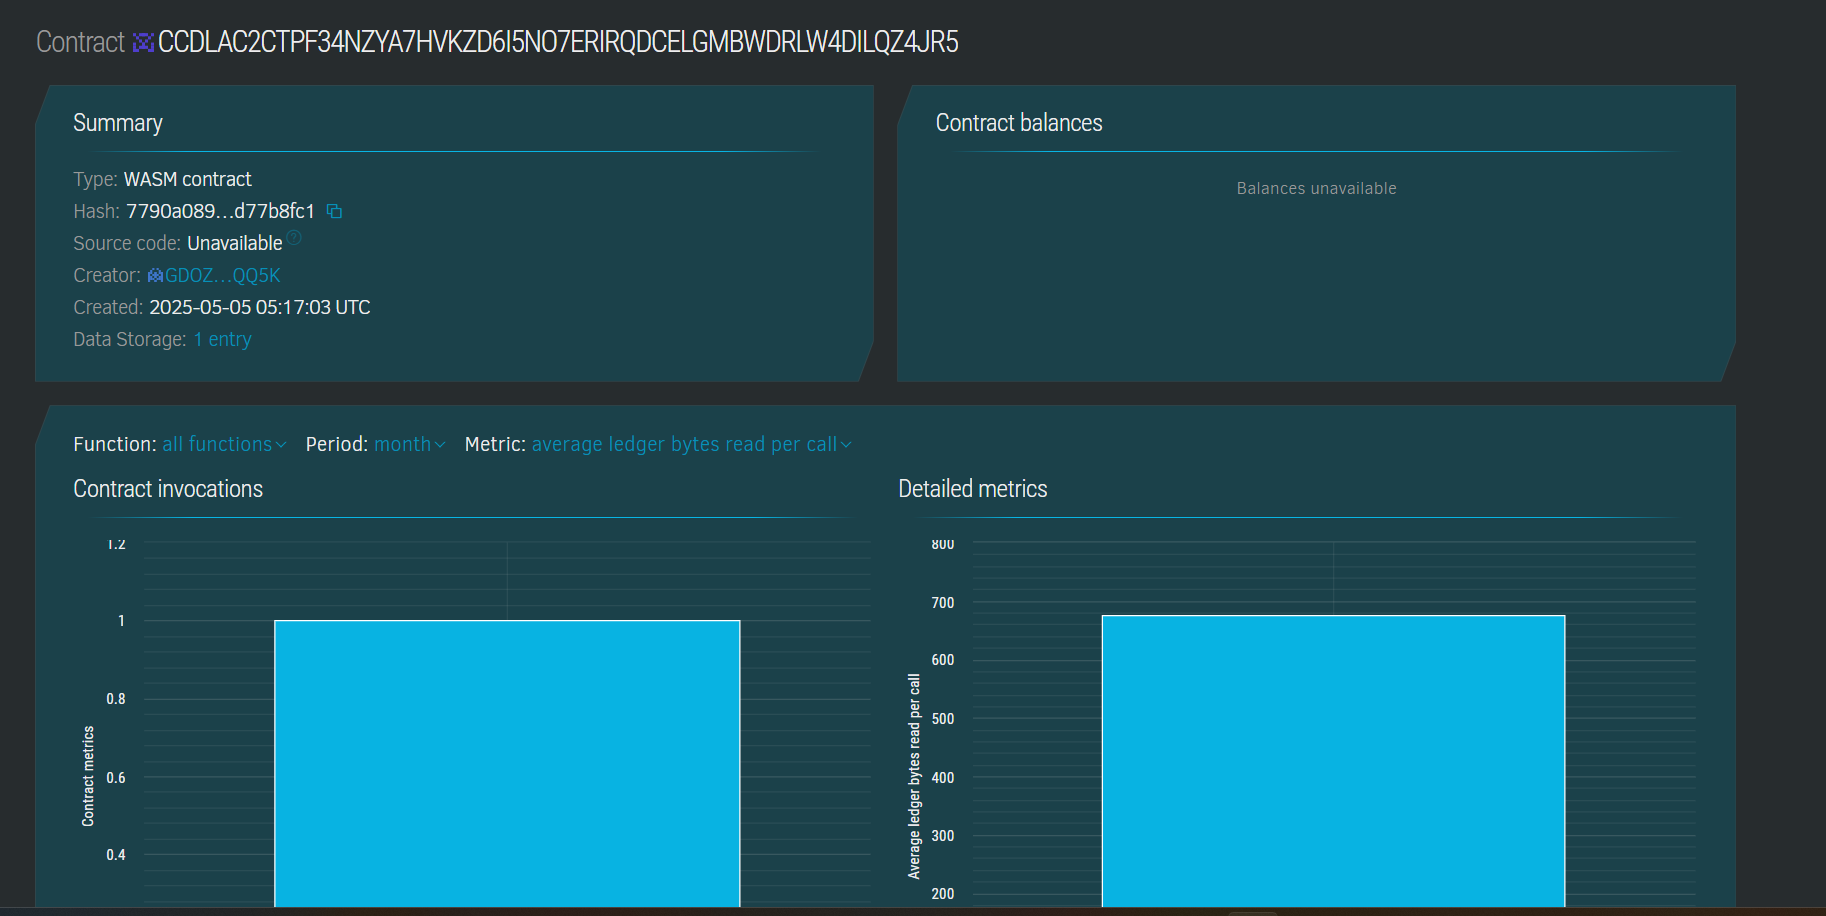 Contract CCDLAC2CTPF34NZYA7HVKZD6I5NO7ERIRQDCELGMBWDRLW4DILQZ4JR5
Summary
Type: WASM contract
Hash: 7790a089...d77b8fc1
Source code: Unavailable
Creator: GDOZ...QQ5K
Created: 2025-05-05 05:17:03 UTC
Data Storage: 1 entry
Contract balances
Balances unavailable
Function: all functions Period: month Metric: average ledger bytes read per call
Contract invocations
1.2
1
0.8
0.6
0.4
Contract metrics
Detailed metrics
800
700
600
500
400
300
200
Average ledger bytes read per call